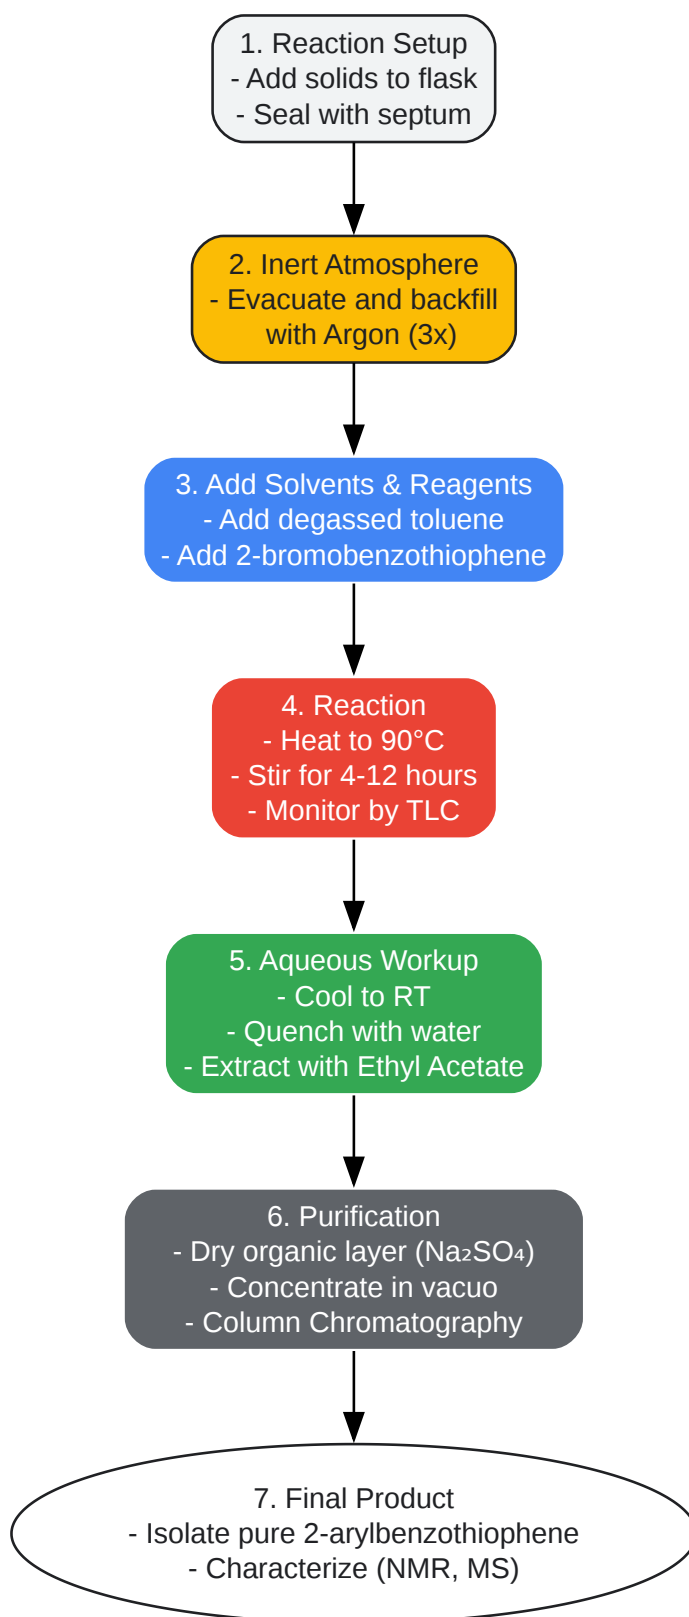 1. Reaction Setup
- Add solids to flask
- Seal with septum
2. Inert Atmosphere
- Evacuate and backfill
with Argon (3x)
3. Add Solvents & Reagents
- Add degassed toluene
- Add 2-bromobenzothiophene
4. Reaction
- Heat to 90°C
- Stir for 4-12 hours
- Monitor by TLC
5. Aqueous Workup
- Cool to RT
- Quench with water
- Extract with Ethyl Acetate
6. Purification
- Dry organic layer (Na₂SO₄)
- Concentrate in vacuo
- Column Chromatography
7. Final Product
- Isolate pure 2-arylbenzothiophene
- Characterize (NMR, MS)